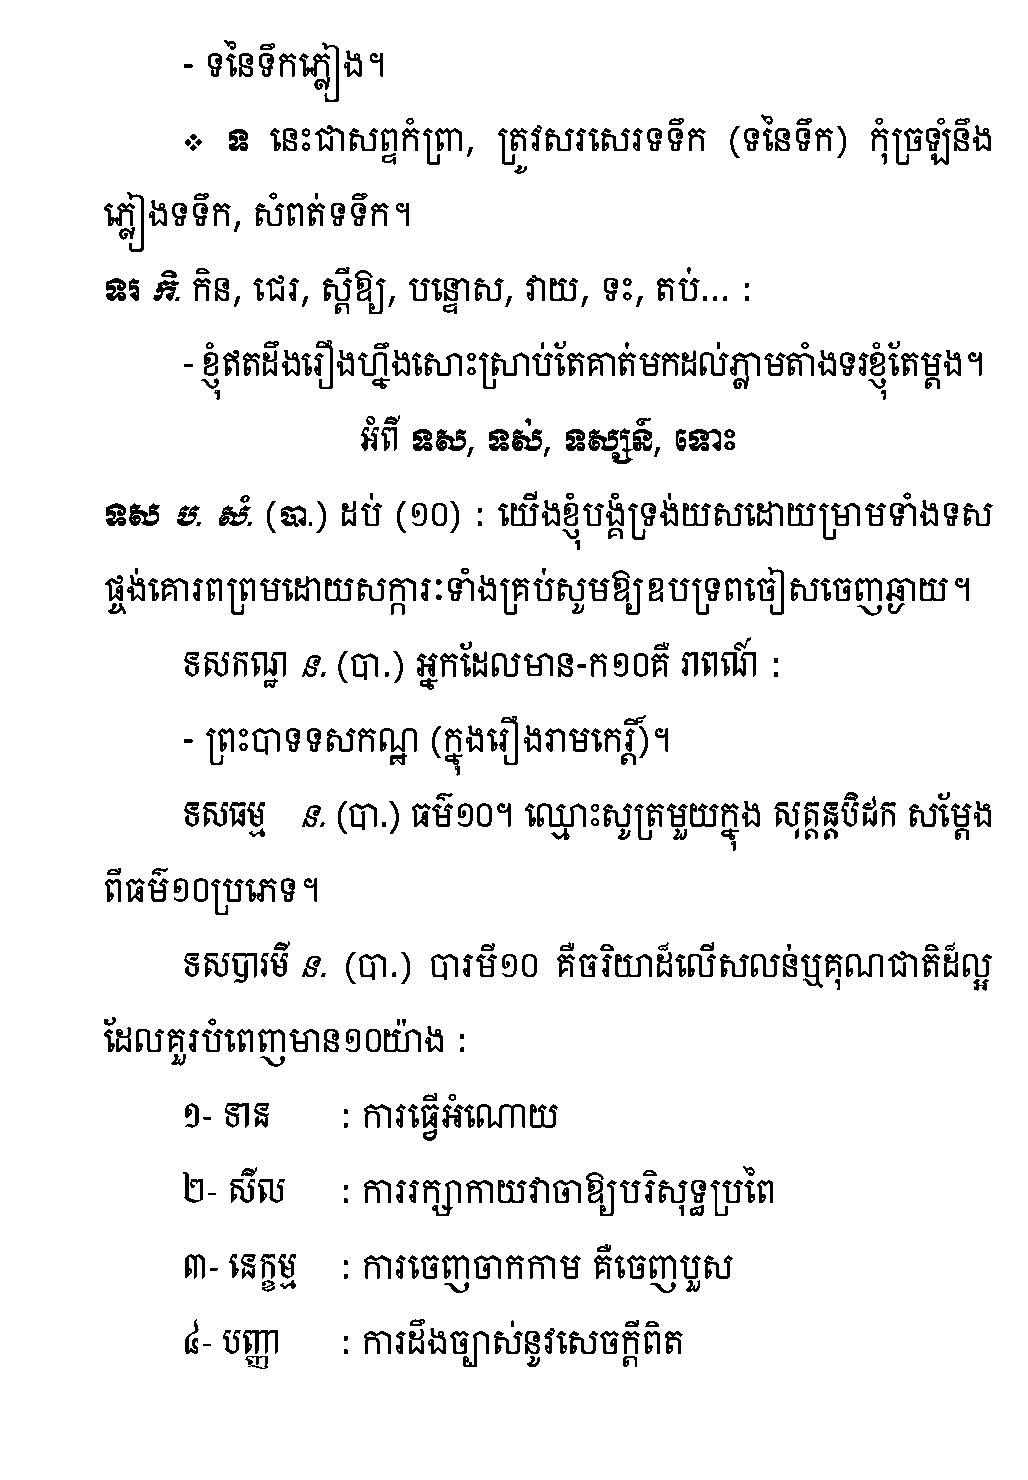 - ទនៃទឹកភ្លៀង។
❖ ទ នេះជាសព្ទកំព្រា, ត្រូវសរសេរទទឹក (ទនៃទឹក) កុំច្រឡំនឹង
ភ្លៀងទទឹក, សំពត់ទទឹក។
ទរ កិ. កិន, ជេរ, ស្ដីឱ្យ, បន្ទោស, វាយ, ទះ, តប់... :
- ខ្ញុំឥតដឹងរឿងហ្នឹងសោះស្រាប់តែគាត់មកដល់ភ្លាមតាំងទរខ្ញុំតែម្ដង។
អំពី ទស, ទស់, ទស្សន៍, ទោះ
ទស ប. សំ. (បា.) ដប់ (១០) : យើងខ្ញុំបង្គំទ្រង់យសដោយម្រាមទាំងទស
ផ្ចង់គោរពព្រមដោយសក្ការៈទាំងគ្រប់សូមឱ្យឧបទ្រពចៀសចេញឆ្ងាយ។
ទសកណ្ឋ ន. (បា.) អ្នកដែលមាន-ក១០គឺ រាពណ៍ :
- ព្រះបាទទសកណ្ឋ (ក្នុងរឿងរាមកេរ្តិ៍)។
ទសធម្ម ន. (បា.) ធម៌១០។ ឈ្មោះសូត្រមួយក្នុង សុត្តន្តបិដក សម្ដែង
ពីធម៌១០ប្រភេទ។
ទសបារមី ន. (បា.) បារមី១០ គឺចរិយាដ៏លើសលន់ឬគុណជាតិដ៏ល្អ
ដែលគួរបំពេញមាន១០យ៉ាង :
១- ទាន : ការធ្វើអំណោយ
២- សីល : ការរក្សាកាយវាចាឱ្យបរិសុទ្ធប្រពៃ
៣- នេក្ខម្ម : ការចេញចាកកាម គឺចេញបួស
៤- បញ្ញា : ការដឹងច្បាស់នូវសេចក្ដីពិត